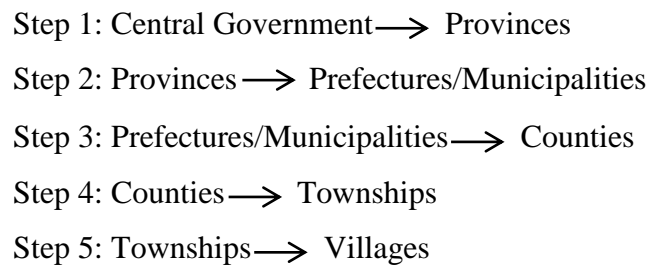 Step 1: Central Government → Provinces
Step 2: Provinces → Prefectures/Municipalities
Step 3: Prefectures/Municipalities → Counties
Step 4: Counties → Townships
Step 5: Townships → Villages